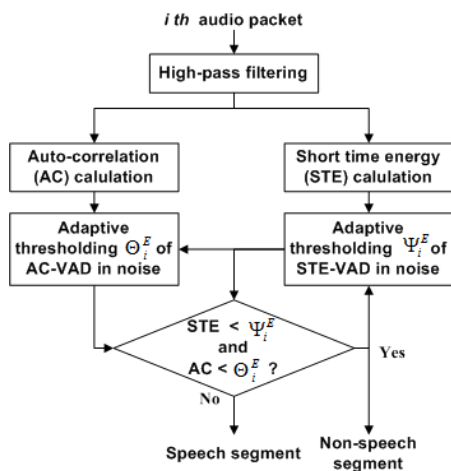 i th audio packet
High-pass filtering
Auto-correlation
(AC) calulation
Short time energy
(STE) calulation
Adaptive
thresholding Θ_i^E of
AC-VAD in noise
Adaptive
thresholding Ψ_i^E of
STE-VAD in noise
STE < Ψ_i^E
and
AC < Θ_i^E ?
Yes
No
Speech segment
Non-speech
segment